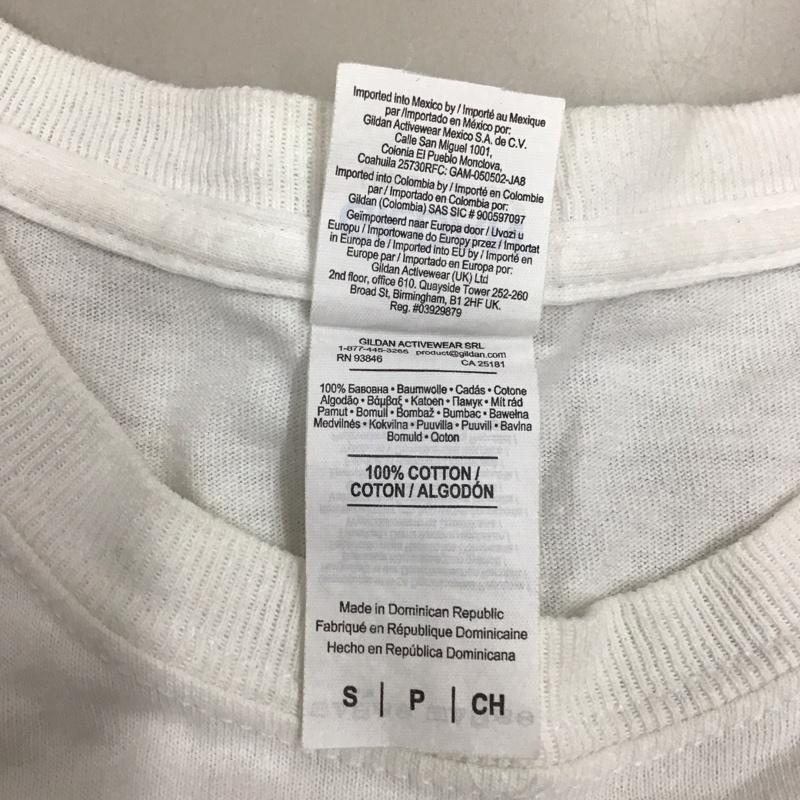 Imported into Mexico by / Importé au Mexique
par /Importado en México por:
Gildan Activewear Mexico S.A. de C.V.
Calle San Miguel 1001,
Colonia El Pueblo Monclova,
Coahuila 25730RFC: GAM-050502-JA8
Imported into Colombia by / Importé en Colombie
par / Importado en Colombia por:
Gildan (Colombia) SAS SIC # 900597097
Geïmporteerd naar Europa door / Uvozi u
Europu / Importowane do Europy przez / Importat
in Europa de / Imported into EU by / Importé en
Europe par / Importado en Europa por:
Gildan Activewear (UK) Ltd
2nd floor, office 610. Quayside Tower 252-260
Broad St, Birmingham, B1 2HF UK.
Reg. #03929879
GILDAN ACTIVEWEAR SRL
1-877-445-3265 product@gildan.com
RN 93846 CA 25181
100% Бавовна • Baumwolle • Cadás • Cotone
Algodão • Βάμβαξ • Katoen • Памук • Mit rád
Pamut • Bomull • Bombaž • Bumbac • Bawełna
Medvilnės • Kokvilna • Puuvilla • Puuvill • Bavlna
Bomuld • Qoton
100% COTTON /
COTON / ALGODÓN
Made in Dominican Republic
Fabriqué en République Dominicaine
Hecho en República Dominicana
S | P | CH